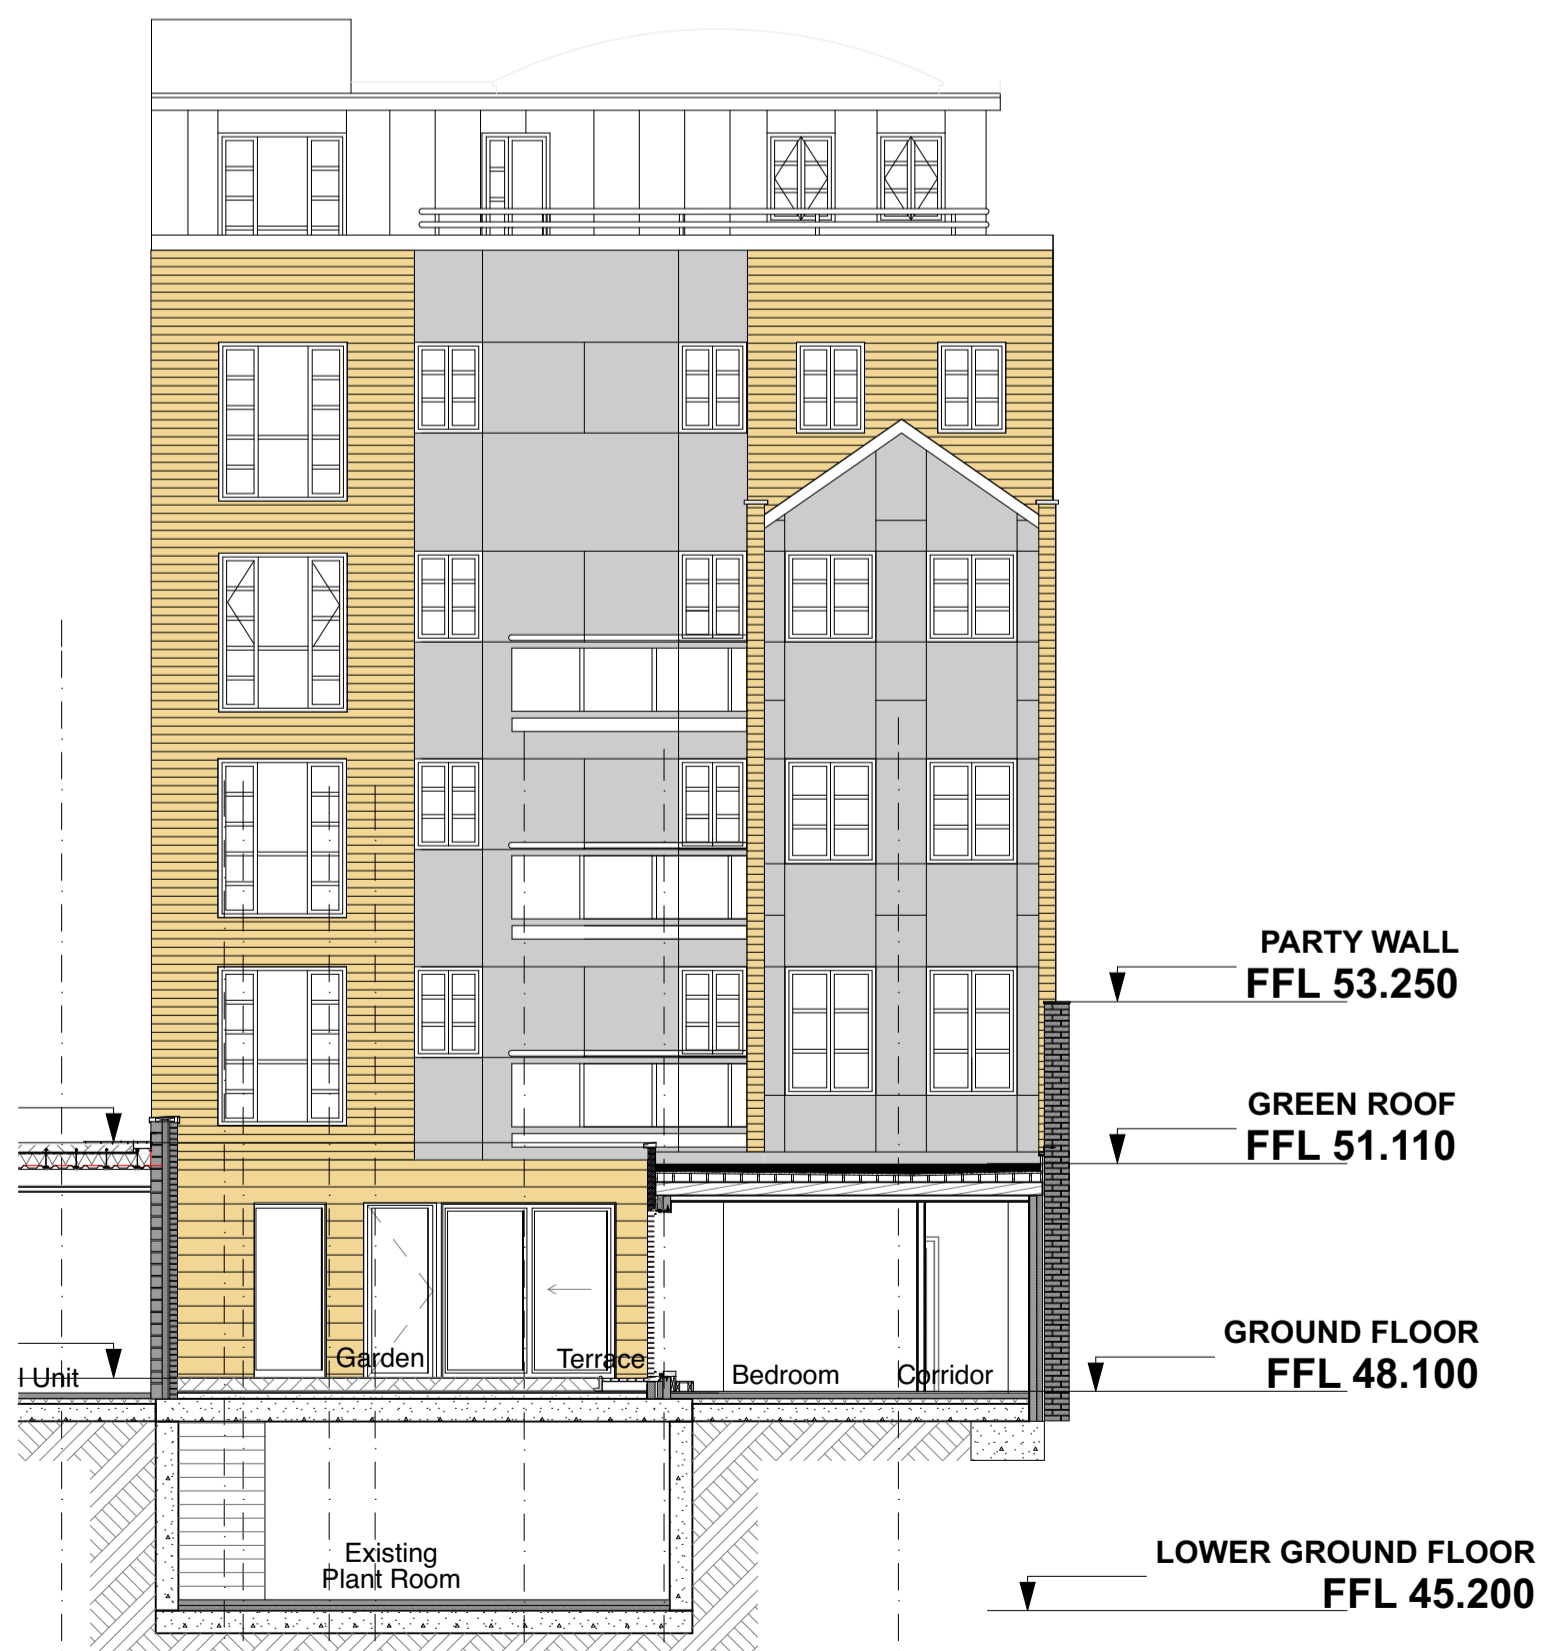 PARTY WALL
FFL 53.250
GREEN ROOF
FFL 51.110
GROUND FLOOR
FFL 48.100
l Unit
Garden
Terrace
Bedroom
Corridor
LOWER GROUND FLOOR
FFL 45.200
Existing
Plant Room